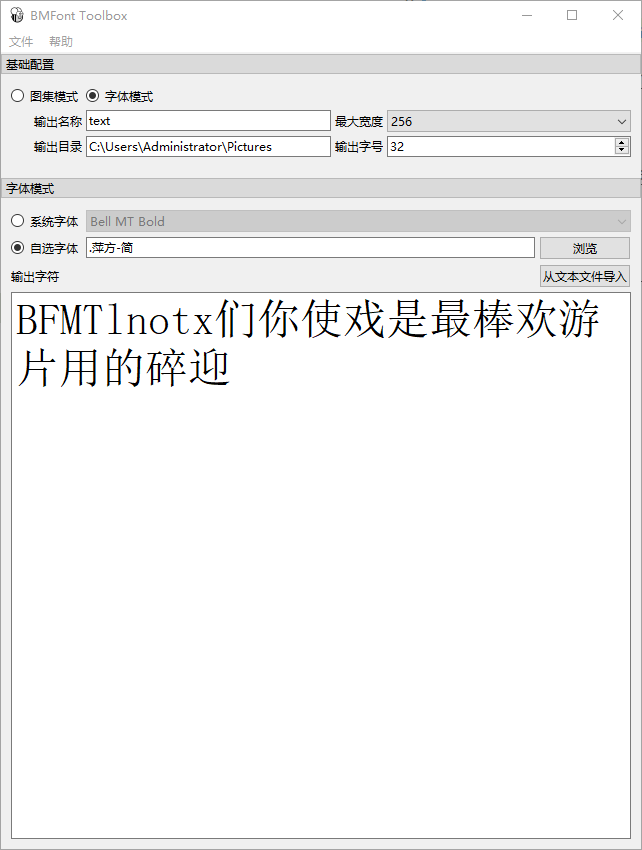 BMFont Toolbox
文件 帮助
基础配置
图集模式 字体模式
输出名称 text 最大宽度 256
输出目录 C:\Users\Administrator\Pictures 输出字号 32
字体模式
系统字体 Bell MT Bold
自选字体 .萍方-简 浏览
输出字符 从文本文件导入
BFMTlnotx们你使戏是最棒欢游
片用的碎迎